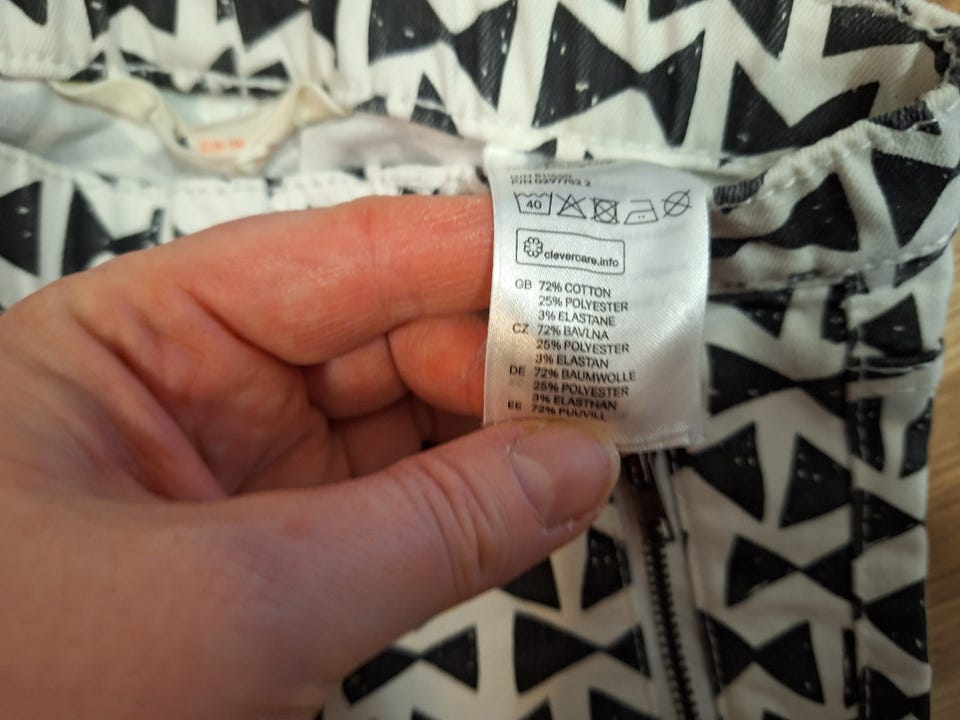 40
clevercare.info
GB 72% COTTON
25% POLYESTER
3% ELASTANE
CZ 72% BAVLNA
25% POLYESTER
3% ELASTAN
DE 72% BAUMWOLLE
25% POLYESTER
3% ELASTHAN
EE 72% PUUVILL